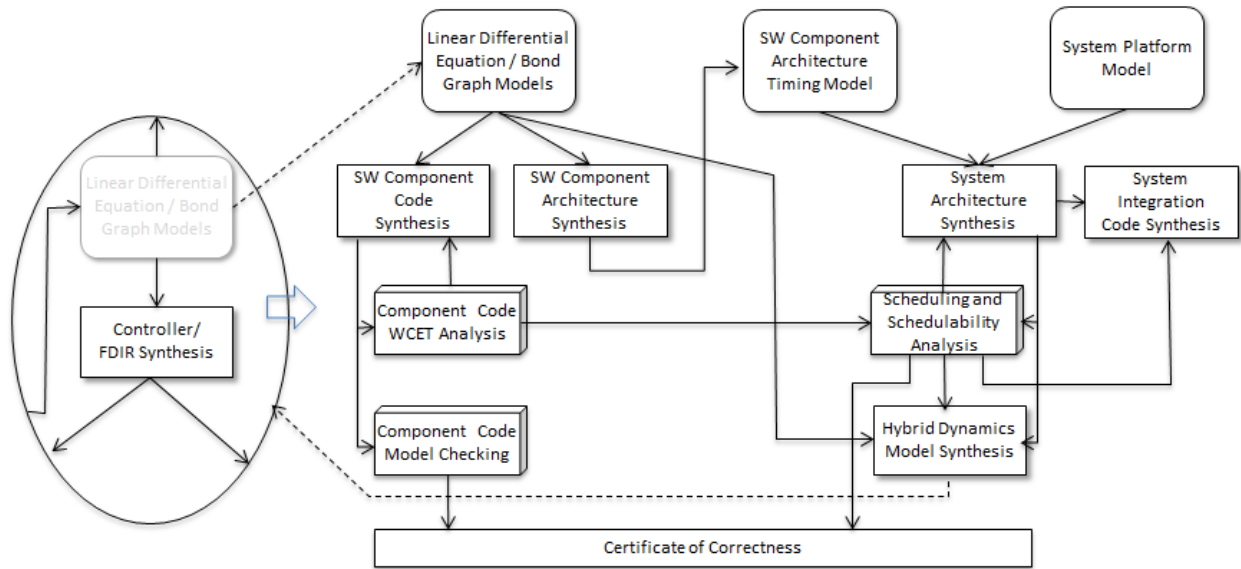 Linear Differential
Equation / Bond
Graph Models
SW Component
Architecture
Timing Model
System Platform
Model
Linear Differential
Equation / Bond
Graph Models
SW Component
Code
Synthesis
SW Component
Architecture
Synthesis
System
Architecture
Synthesis
System
Integration
Code Synthesis
Controller/
FDIR Synthesis
Component Code
WCET Analysis
Scheduling and
Schedulability
Analysis
Component Code
Model Checking
Hybrid Dynamics
Model Synthesis
Certificate of Correctness